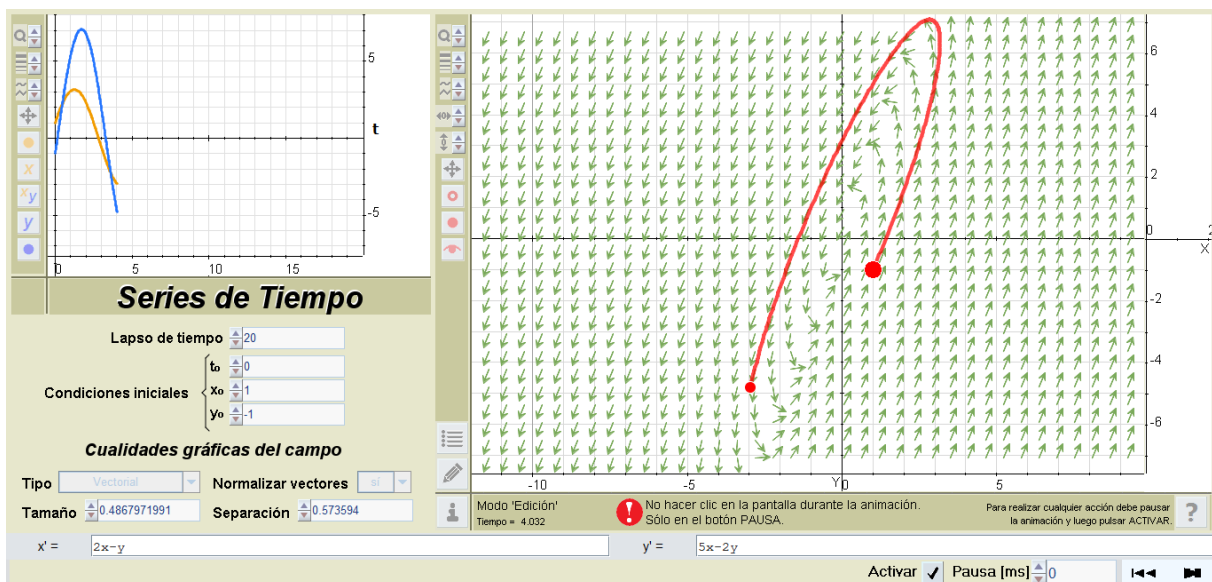 5
t
-5
0
5
10
15
x
x y
y
Series de Tiempo
Lapso de tiempo 20
Condiciones iniciales
to 0
xo 1
yo -1
Cualidades gráficas del campo
Tipo Vectorial Normalizar vectores sí
Tamaño 0.4867971991 Separación 0.573594
6
4
2
0 2
X
-2
-4
-6
-10 -5 Y 0 5
Modo 'Edición'
Tiempo = 4.032
No hacer clic en la pantalla durante la animación.
Sólo en el botón PAUSA.
Para realizar cualquier acción debe pausar
la animación y luego pulsar ACTIVAR.
x' = 2x-y y' = 5x-2y
Activar Pausa [ms] 0